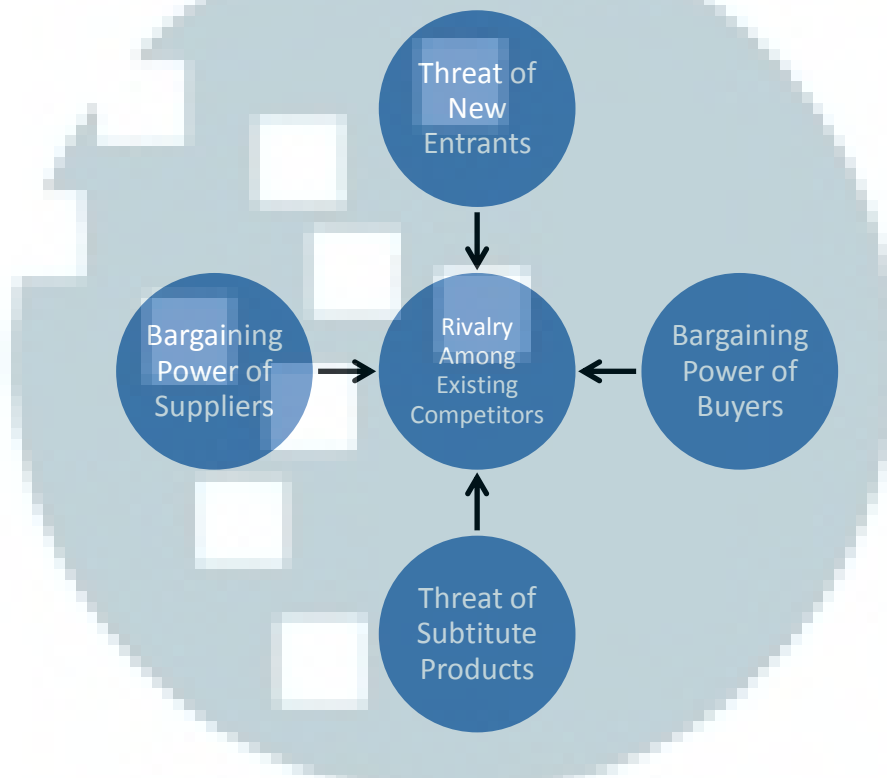 Threat of
New
Entrants
Bargaining
Power of
Suppliers
Rivalry
Among
Existing
Competitors
Bargaining
Power of
Buyers
Threat of
Subtitute
Products